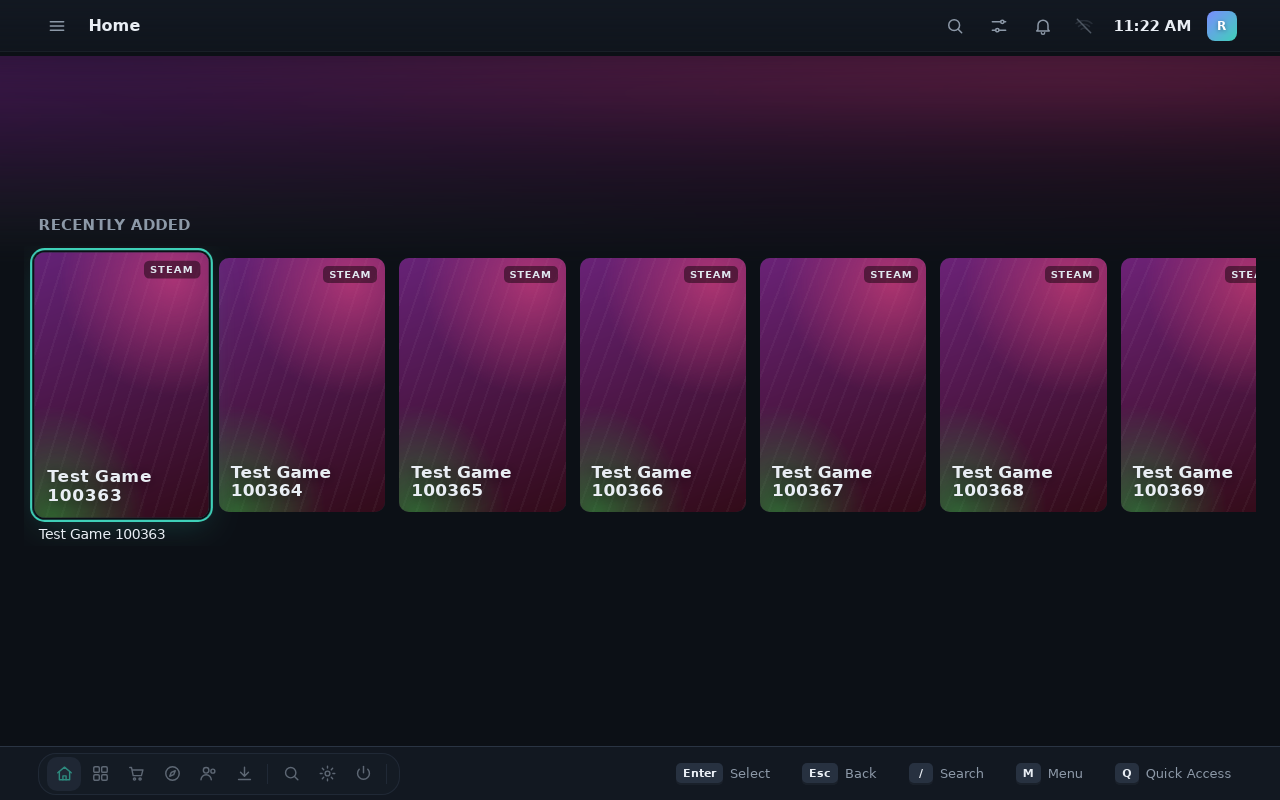 Home
11:22 AM
R
RECENTLY ADDED
STEAM
Test Game
100363
Test Game 100363
STEAM
Test Game
100364
STEAM
Test Game
100365
STEAM
Test Game
100366
STEAM
Test Game
100367
STEAM
Test Game
100368
Test Game
100369
Enter Select
Esc Back
/ Search
M Menu
Q Quick Access